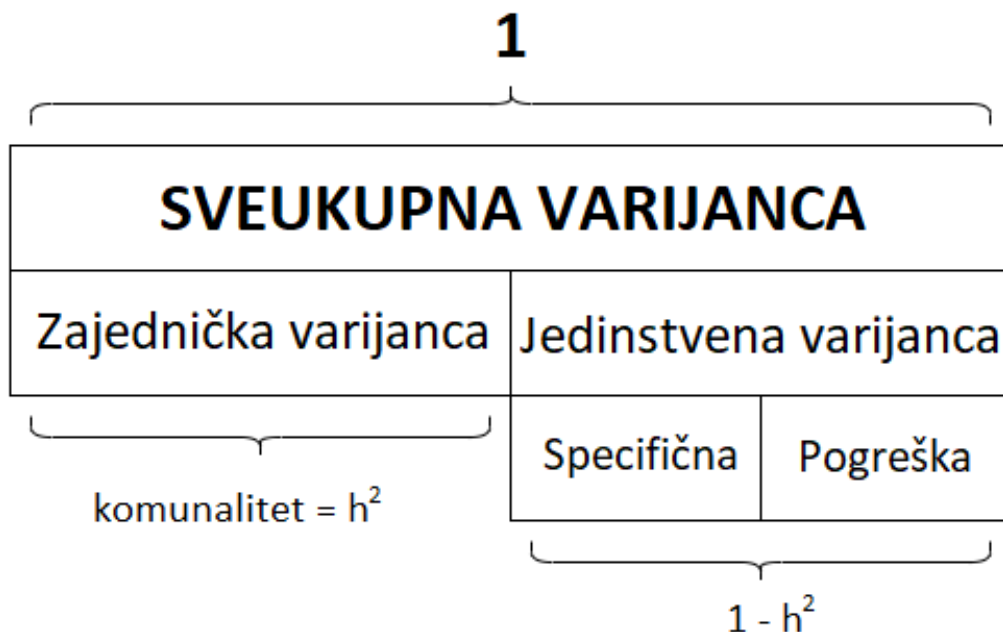 1
SVEUKUPNA VARIJANCA
Zajednička varijanca
Jedinstvena varijanca
Specifična
Pogreška
komunalitet = h²
1 - h²